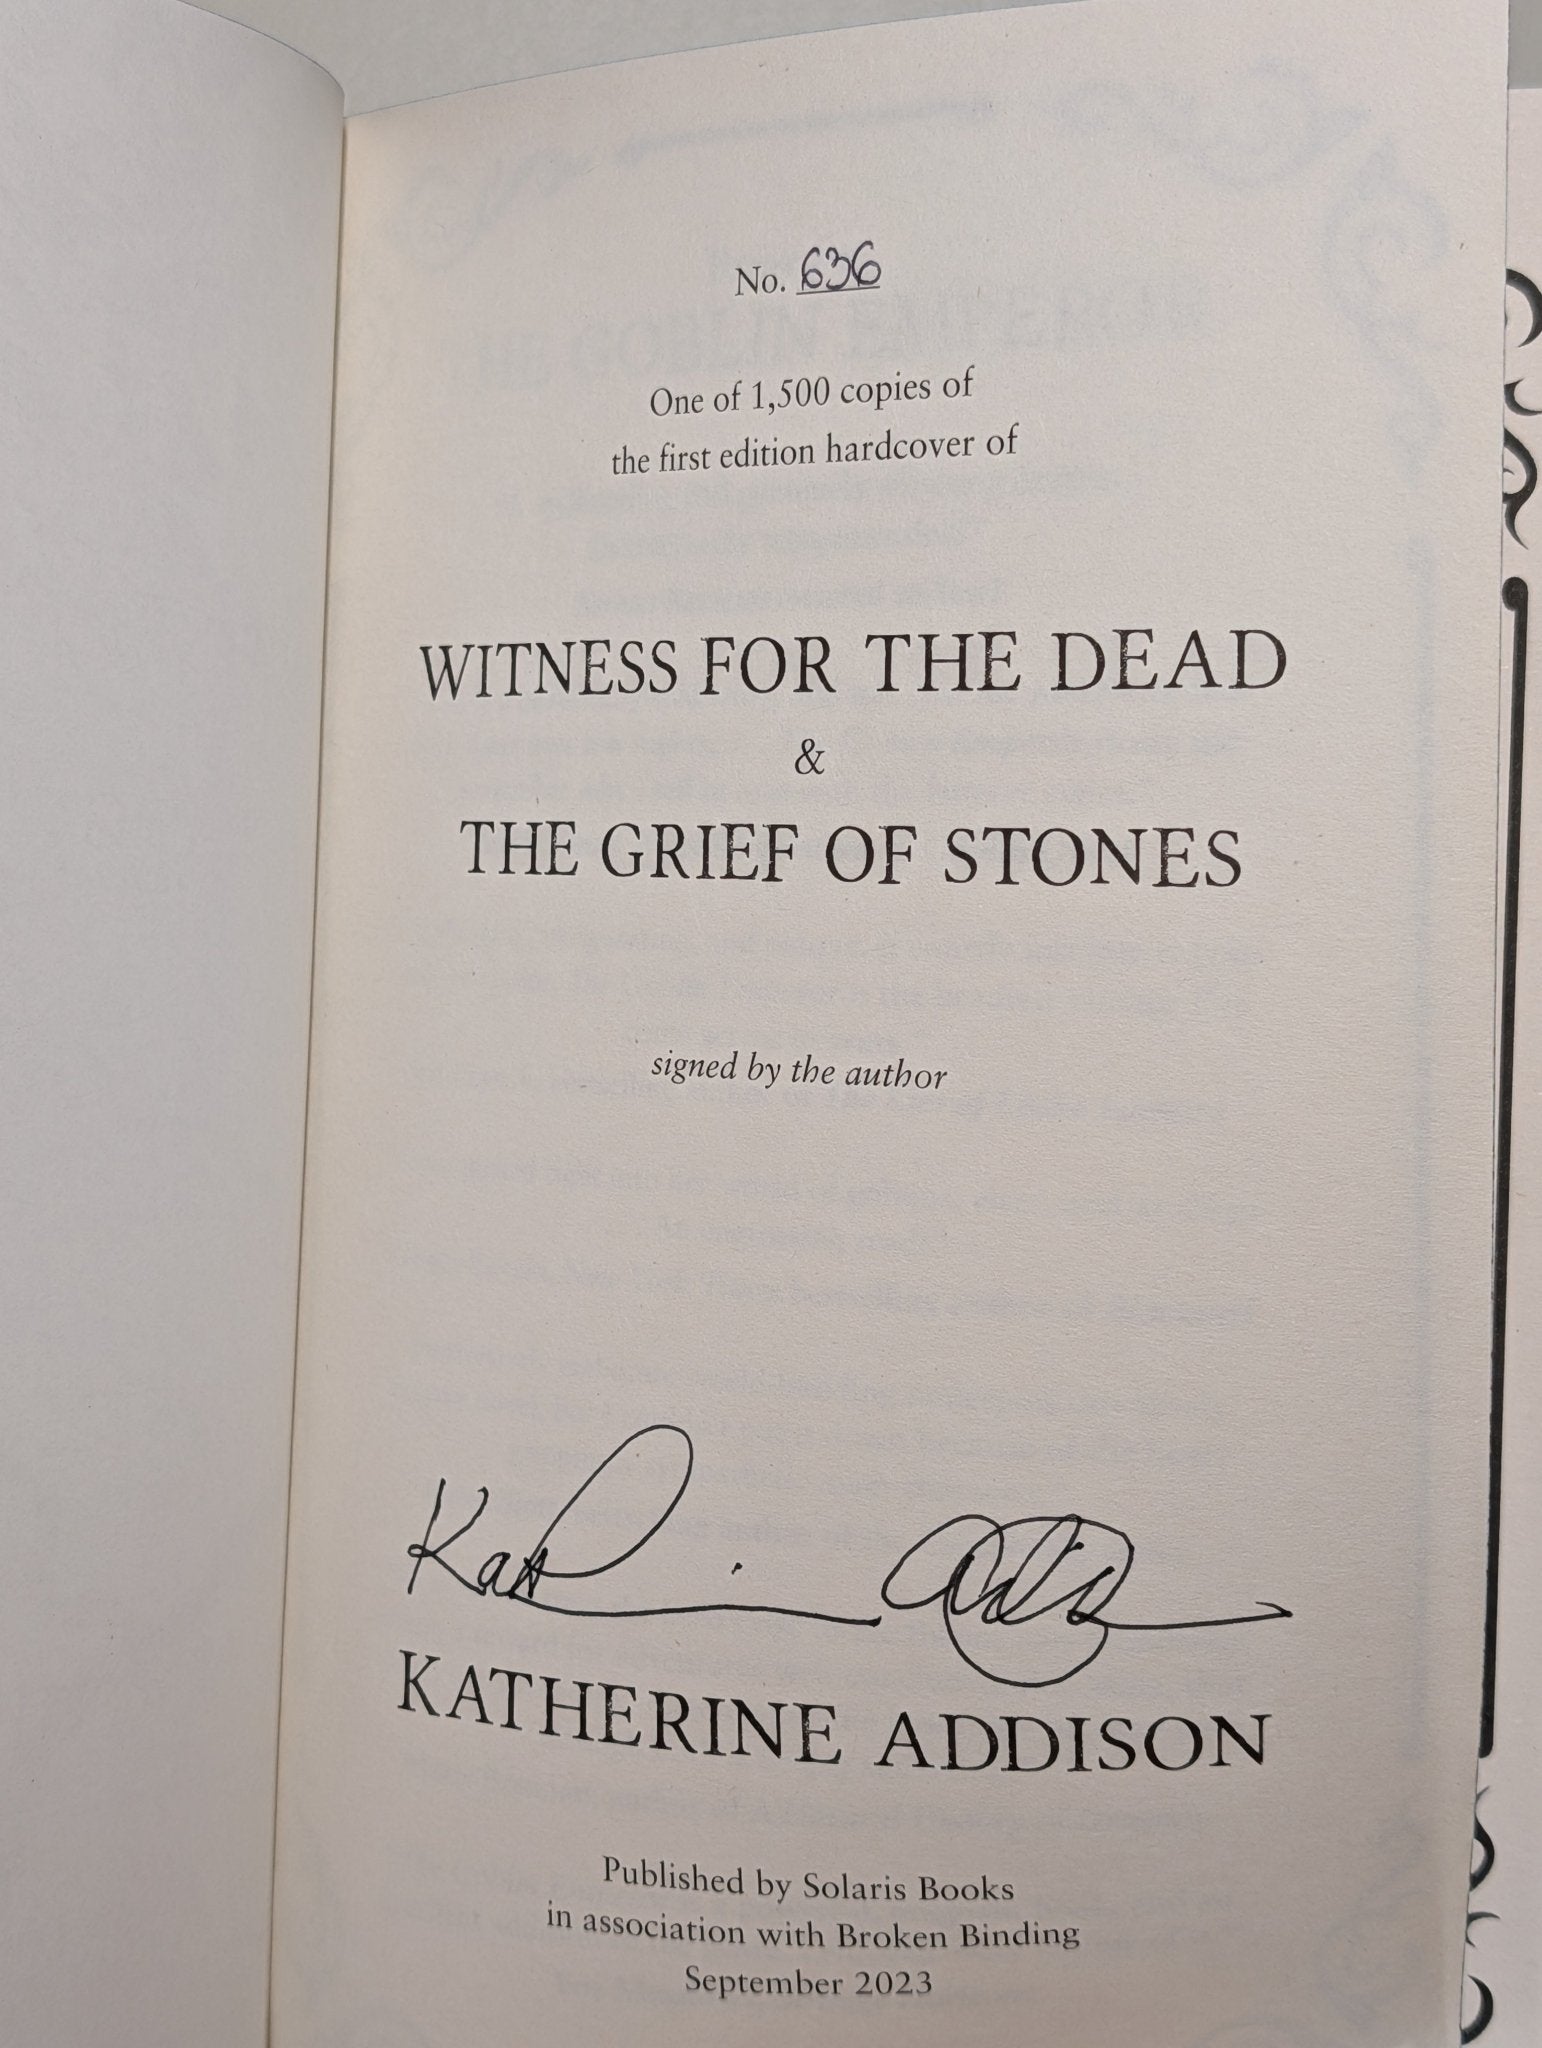 No. 636
One of 1,500 copies of
the first edition hardcover of
WITNESS FOR THE DEAD
&
THE GRIEF OF STONES
signed by the author
Katherine Addison
KATHERINE ADDISON
Published by Solaris Books
in association with Broken Binding
September 2023